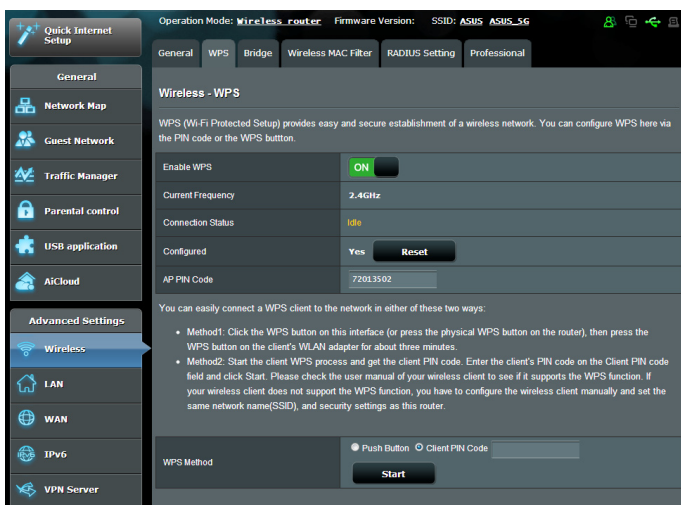 Quick Internet
Setup
Operation Mode: Wireless router Firmware Version: SSID: ASUS ASUS_5G
General WPS Bridge Wireless MAC Filter RADIUS Setting Professional
General
Network Map
Guest Network
Traffic Manager
Parental control
USB application
AiCloud
Advanced Settings
Wireless
LAN
WAN
IPv6
VPN Server
Wireless - WPS
WPS (Wi-Fi Protected Setup) provides easy and secure establishment of a wireless network. You can configure WPS here via
the PIN code or the WPS buttton.
Enable WPS ON
Current Frequency 2.4GHz
Connection Status Idle
Configured Yes Reset
AP PIN Code 72013502
You can easily connect a WPS client to the network in either of these two ways:
• Method1: Click the WPS button on this interface (or press the physical WPS button on the router), then press the
WPS button on the client's WLAN adapter for about three minutes.
• Method2: Start the client WPS process and get the client PIN code. Enter the client's PIN code on the Client PIN code
field and click Start. Please check the user manual of your wireless client to see if it supports the WPS function. If
your wireless client does not support the WPS function, you have to configure the wireless client manually and set the
same network name(SSID), and security settings as this router.
WPS Method Push Button Client PIN Code
Start